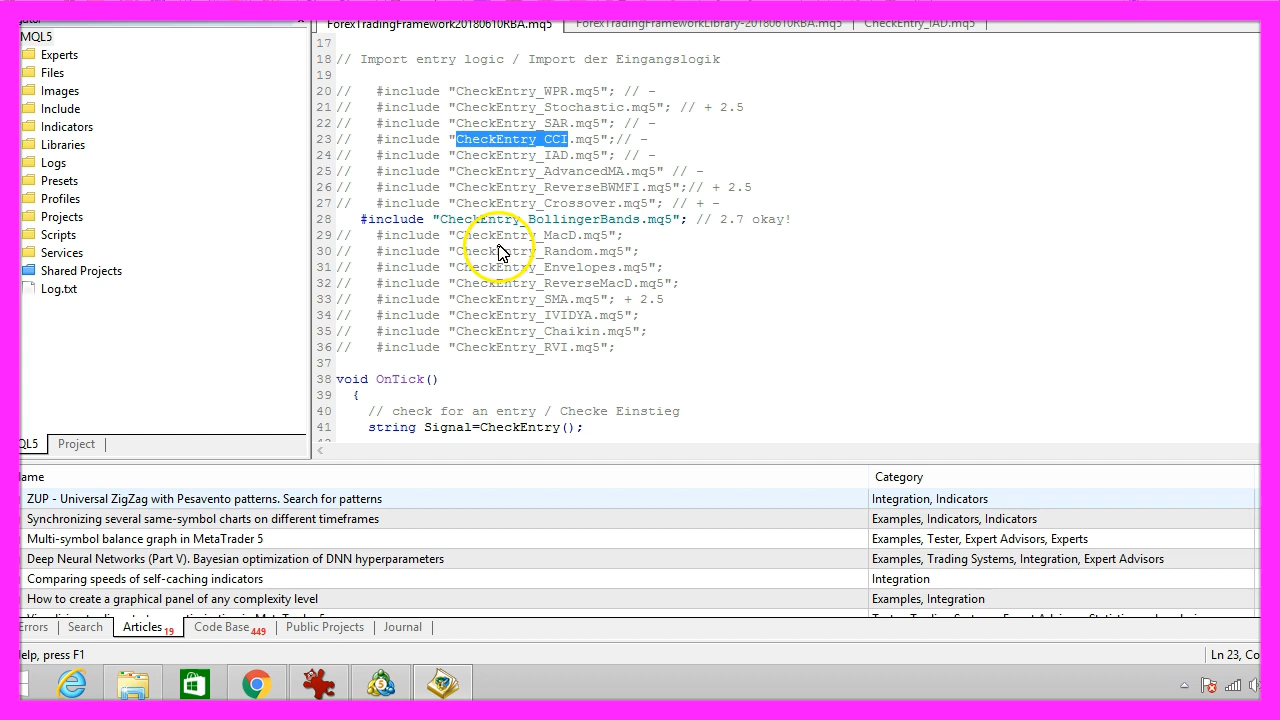 ForexTradingFramework20180610RBA.mq5 ForexTradingFrameworkLibrary-20180610RBA.mq5 CheckEntry_IAD.mq5
MQL5
Experts
Files
Images
Include
Indicators
Libraries
Logs
Presets
Profiles
Projects
Scripts
Services
Shared Projects
Log.txt
17
18 // Import entry logic / Import der Eingangslogik
19
20 // #include "CheckEntry_WPR.mq5"; // -
21 // #include "CheckEntry_Stochastic.mq5"; // + 2.5
22 // #include "CheckEntry_SAR.mq5"; // -
23 // #include "CheckEntry_CCI.mq5";// -
24 // #include "CheckEntry_IAD.mq5"; // -
25 // #include "CheckEntry_AdvancedMA.mq5" // -
26 // #include "CheckEntry_ReverseBWMFI.mq5";// + 2.5
27 // #include "CheckEntry_Crossover.mq5"; // + -
28 #include "CheckEntry_BollingerBands.mq5"; // 2.7 okay!
29 // #include "CheckEntry_MacD.mq5";
30 // #include "CheckEntry_Random.mq5";
31 // #include "CheckEntry_Envelopes.mq5";
32 // #include "CheckEntry_ReverseMacD.mq5";
33 // #include "CheckEntry_SMA.mq5"; + 2.5
34 // #include "CheckEntry_IVIDYA.mq5";
35 // #include "CheckEntry_Chaikin.mq5";
36 // #include "CheckEntry_RVI.mq5";
37
38 void OnTick()
39 {
40 // check for an entry / Checke Einstieg
41 string Signal=CheckEntry();
QL5 Project
ame Category
ZUP - Universal ZigZag with Pesavento patterns. Search for patterns Integration, Indicators
Synchronizing several same-symbol charts on different timeframes Examples, Indicators, Indicators
Multi-symbol balance graph in MetaTrader 5 Examples, Tester, Expert Advisors, Experts
Deep Neural Networks (Part V). Bayesian optimization of DNN hyperparameters Examples, Trading Systems, Integration, Expert Advisors
Comparing speeds of self-caching indicators Integration
How to create a graphical panel of any complexity level Examples, Integration
Errors Search Articles 19 Code Base 449 Public Projects Journal
elp, press F1 Ln 23, Co